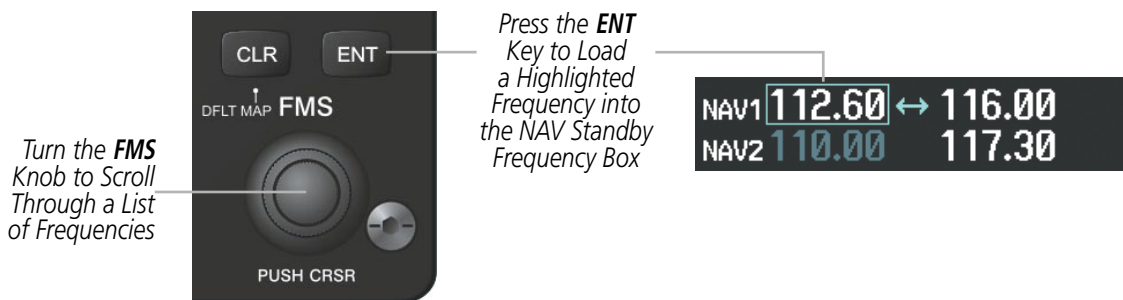 Turn the FMS
Knob to Scroll
Through a List
of Frequencies
CLR ENT
DFLT MAP FMS
PUSH CRSR
Press the ENT
Key to Load
a Highlighted
Frequency into
the NAV Standby
Frequency Box
NAV1 112.60 ↔ 116.00
NAV2 110.00 117.30